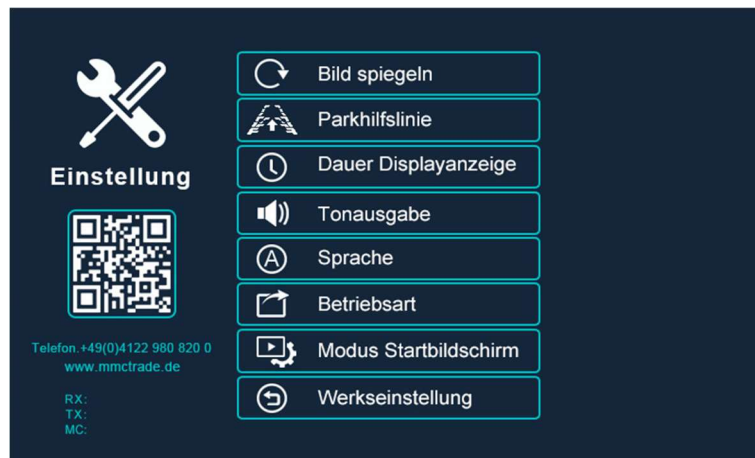 Einstellung
Telefon.+49(0)4122 980 820 0
www.mmctrade.de
RX:
TX:
MC:
Bild spiegeln
Parkhilfslinie
Dauer Displayanzeige
Tonausgabe
A
Sprache
Betriebsart
Modus Startbildschirm
Werkseinstellung